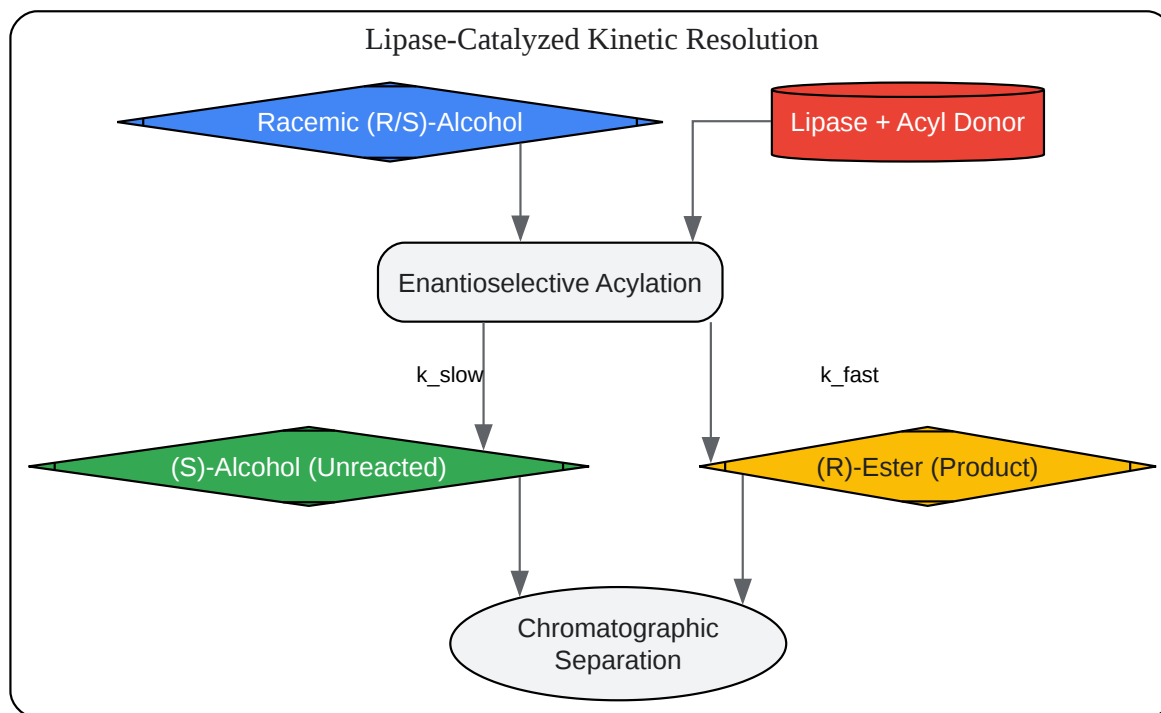 Lipase-Catalyzed Kinetic Resolution
Racemic (R/S)-Alcohol
Lipase + Acyl Donor
Enantioselective Acylation
k_slow
k_fast
(S)-Alcohol (Unreacted)
(R)-Ester (Product)
Chromatographic
Separation